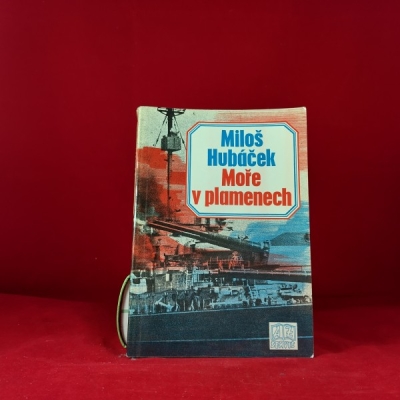 Miloš
Hubáček
Moře
v plamenech